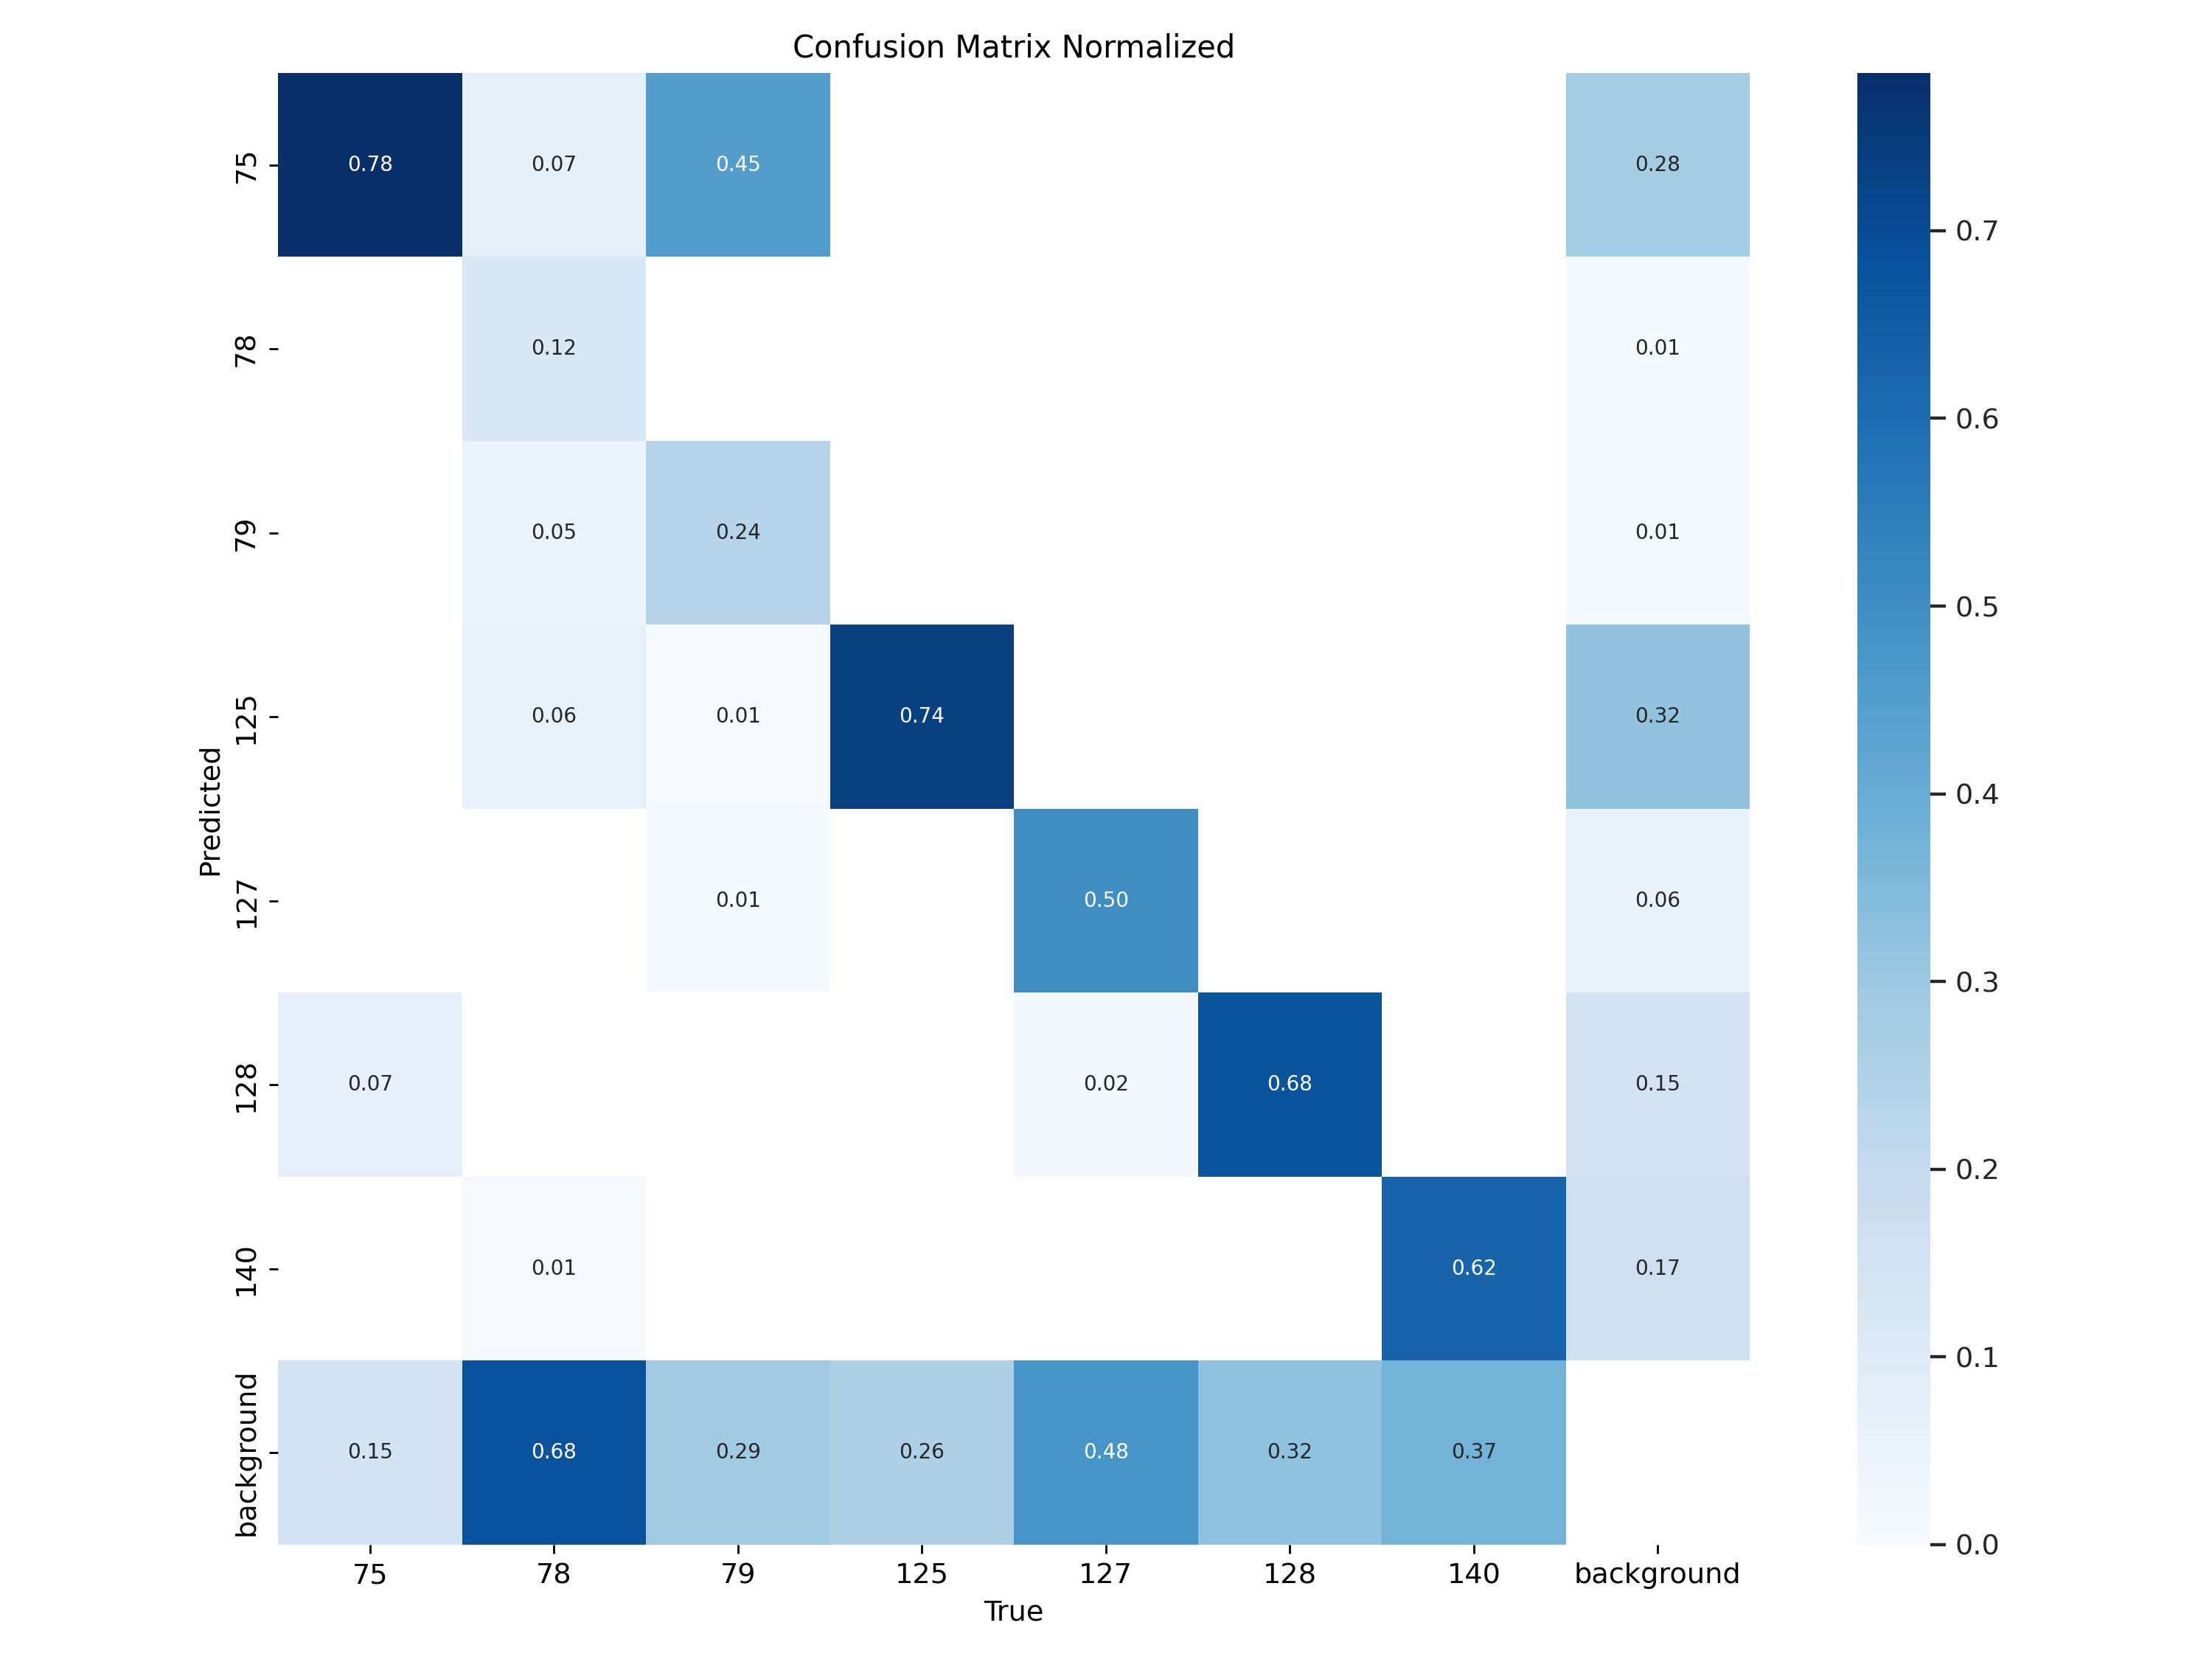 Confusion Matrix Normalized
75 0.78 0.07 0.45 0.28
78 0.12 0.01
79 0.05 0.24 0.01
125 0.06 0.01 0.74 0.32
127 0.01 0.50 0.06
128 0.07 0.02 0.68 0.15
140 0.01 0.62 0.17
background 0.15 0.68 0.29 0.26 0.48 0.32 0.37
75 78 79 125 127 128 140 background
True
Predicted
0.7
0.6
0.5
0.4
0.3
0.2
0.1
0.0